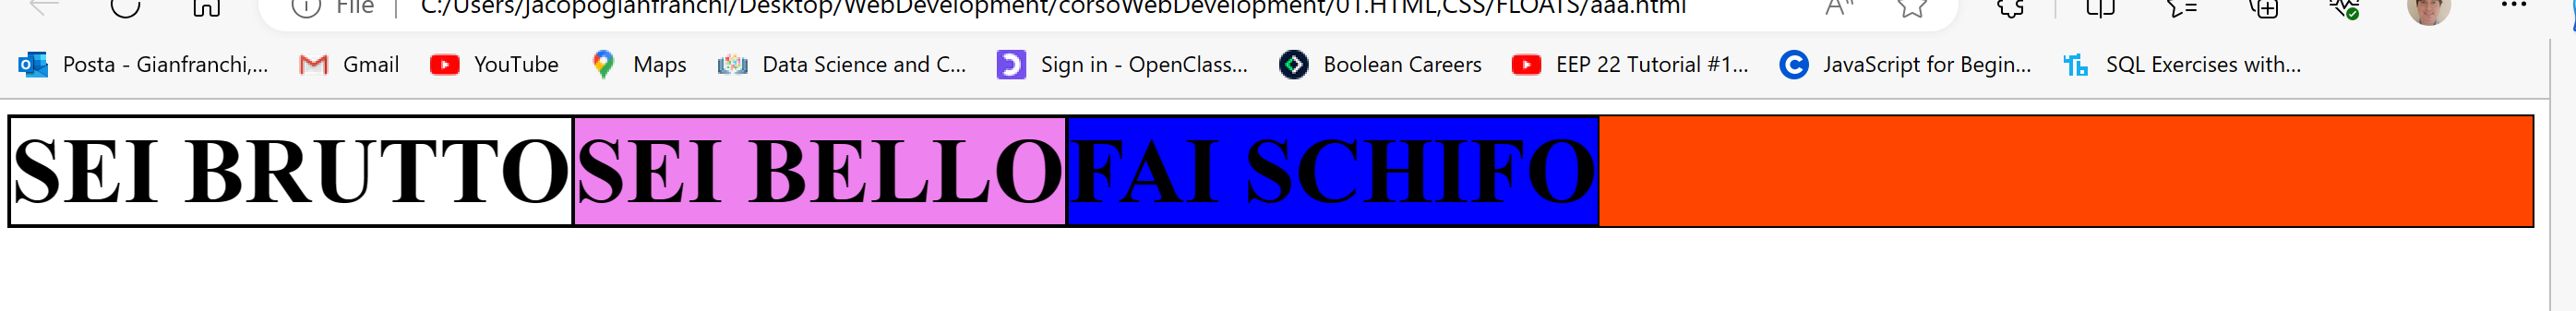 File | C:/Users/jacopogianfranchi/Desktop/WebDevelopment/corsoWebDevelopment/01.HTML,CSS/FLOATS/aaa.html
Posta - Gianfranchi,... Gmail YouTube Maps Data Science and C... Sign in - OpenClass... Boolean Careers EEP 22 Tutorial #1... JavaScript for Begin... SQL Exercises with...
SEI BRUTTO SEI BELLO FAI SCHIFO